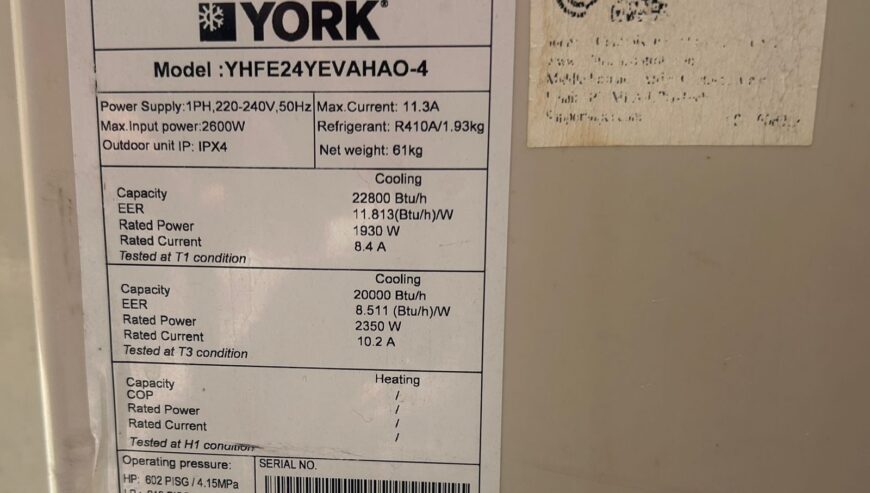 YORK®
Model :YHFE24YEVAHAO-4
Power Supply:1PH,220-240V,50Hz
Max.Input power:2600W
Outdoor unit IP: IPX4
Max.Current: 11.3A
Refrigerant: R410A/1.93kg
Net weight: 61kg
Cooling
Capacity 22800 Btu/h
EER 11.813(Btu/h)/W
Rated Power 1930 W
Rated Current 8.4 A
Tested at T1 condition
Cooling
Capacity 20000 Btu/h
EER 8.511 (Btu/h)/W
Rated Power 2350 W
Rated Current 10.2 A
Tested at T3 condition
Heating
Capacity /
COP /
Rated Power /
Rated Current /
Tested at H1 condition
Operating pressure:
HP: 602 PISG / 4.15MPa
SERIAL NO.